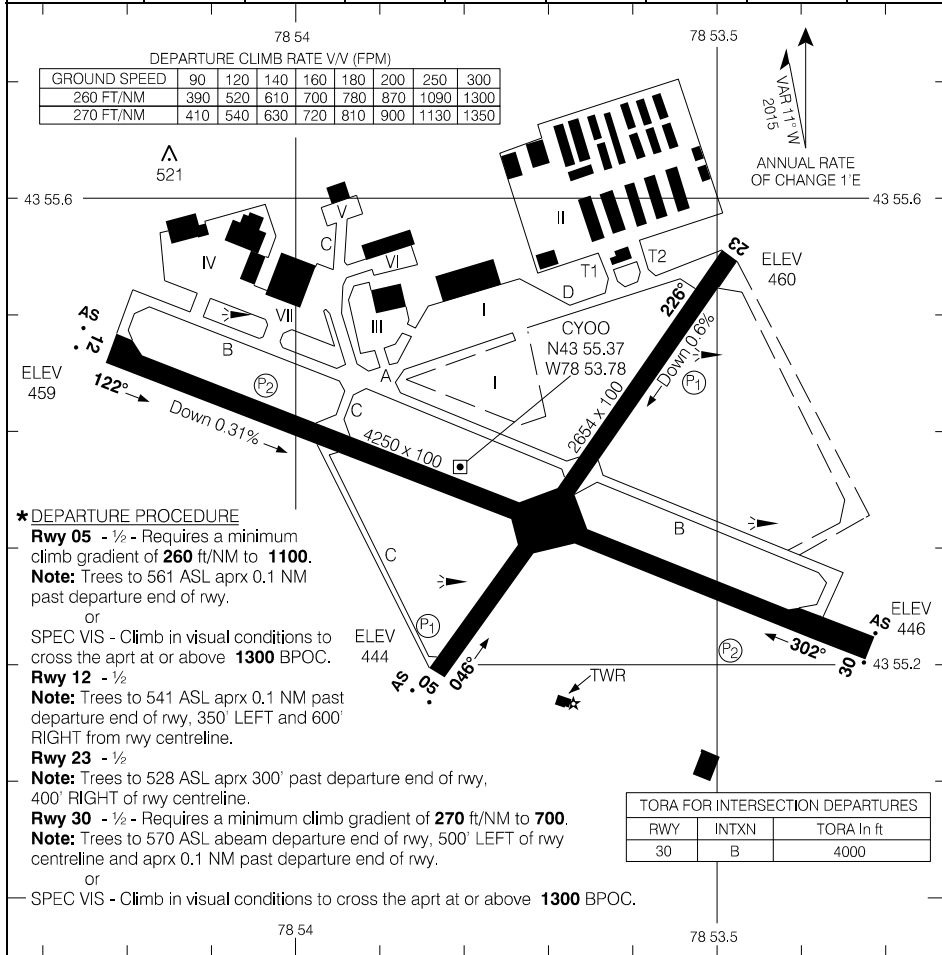 78 54
78 53.5
DEPARTURE CLIMB RATE V/V (FPM)
GROUND SPEED 90 120 140 160 180 200 250 300
260 FT/NM 390 520 610 700 780 870 1090 1300
270 FT/NM 410 540 630 720 810 900 1130 1350
VAR 11° W
2015
ANNUAL RATE
OF CHANGE 1'E
521
43 55.6
43 55.6
V
C
II
IV
VI
VII
III
I
I
T1
T2
D
23
ELEV
460
226°
Down 0.6%
2654 x 100
CYOO
N43 55.37
W78 53.78
AS
12
ELEV
459
122°
Down 0.31%
B
A
P2
P1
C
4250 x 100
B
C
P1
P2
ELEV
444
AS
05
046°
TWR
AS
ELEV
446
302°
30
43 55.2
* DEPARTURE PROCEDURE
Rwy 05 - ½ - Requires a minimum
climb gradient of 260 ft/NM to 1100.
Note: Trees to 561 ASL aprx 0.1 NM
past departure end of rwy.
or
SPEC VIS - Climb in visual conditions to
cross the aprt at or above 1300 BPOC.
Rwy 12 - ½
Note: Trees to 541 ASL aprx 0.1 NM past
departure end of rwy, 350' LEFT and 600'
RIGHT from rwy centreline.
Rwy 23 - ½
Note: Trees to 528 ASL aprx 300' past departure end of rwy,
400' RIGHT of rwy centreline.
Rwy 30 - ½ - Requires a minimum climb gradient of 270 ft/NM to 700.
Note: Trees to 570 ASL abeam departure end of rwy, 500' LEFT of rwy
centreline and aprx 0.1 NM past departure end of rwy.
or
SPEC VIS - Climb in visual conditions to cross the aprt at or above 1300 BPOC.
TORA FOR INTERSECTION DEPARTURES
RWY INTXN TORA In ft
30 B 4000
78 54
78 53.5